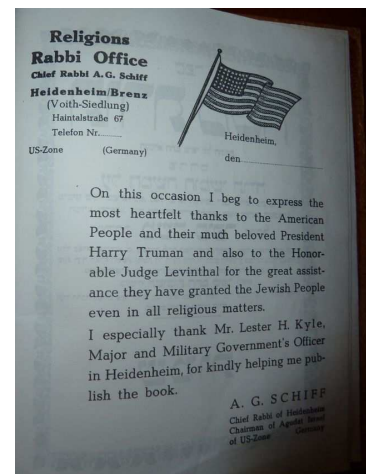 Religions
Rabbi Office
Chief Rabbi A. G. Schiff
Heidenheim/Brenz
(Voith-Siedlung)
Haintalstraße 67
Telefon Nr.
US-Zone (Germany)
Heidenheim,
den
On this occasion I beg to express the
most heartfelt thanks to the American
People and their much beloved President
Harry Truman and also to the Honor-
able Judge Levinthal for the great assist-
ance they have granted the Jewish People
even in all religious matters.
I especially thank Mr. Lester H. Kyle,
Major and Military Government's Officer
in Heidenheim, for kindly helping me pub-
lish the book.
A. G. SCHIFF
Chief Rabbi of Heidenheim
Chairman of Agudat Israel
of US-Zone Germany